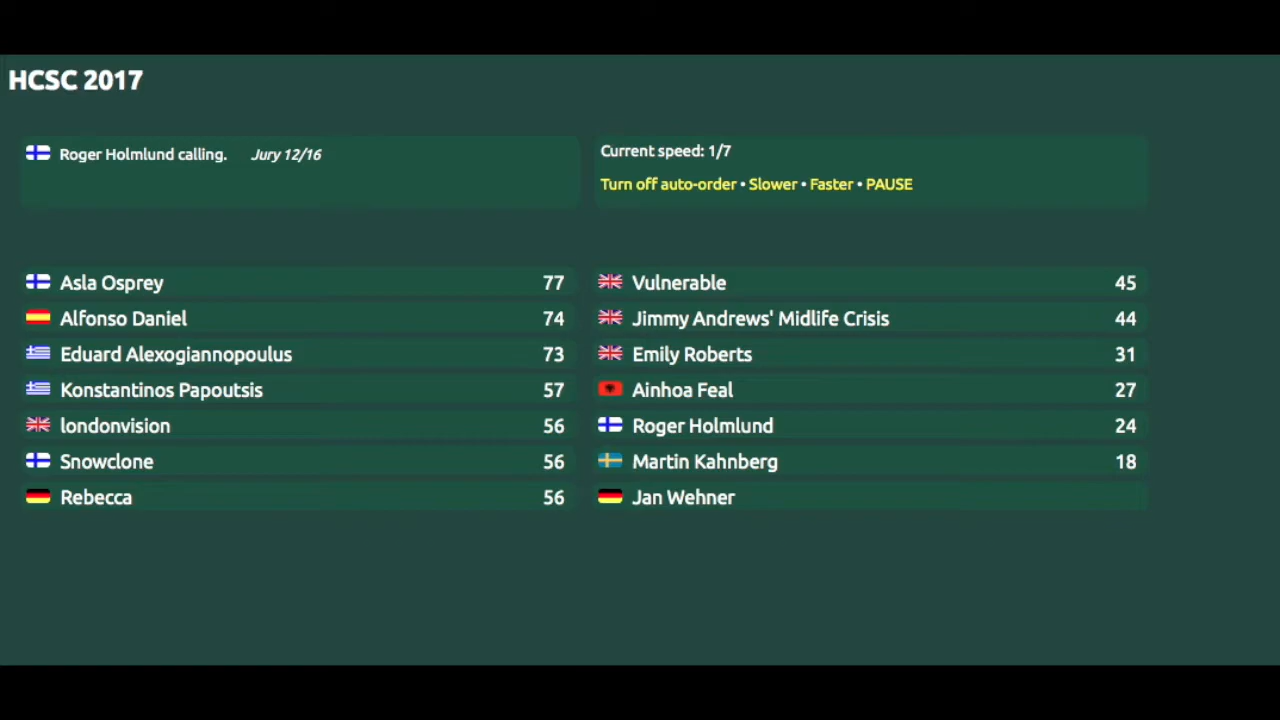 HCSC 2017
Roger Holmlund calling. Jury 12/16
Current speed: 1/7
Turn off auto-order • Slower • Faster • PAUSE
Asla Osprey 77
Alfonso Daniel 74
Eduard Alexogiannopoulus 73
Konstantinos Papoutsis 57
londonvision 56
Snowclone 56
Rebecca 56
Vulnerable 45
Jimmy Andrews' Midlife Crisis 44
Emily Roberts 31
Ainhoa Feal 27
Roger Holmlund 24
Martin Kahnberg 18
Jan Wehner